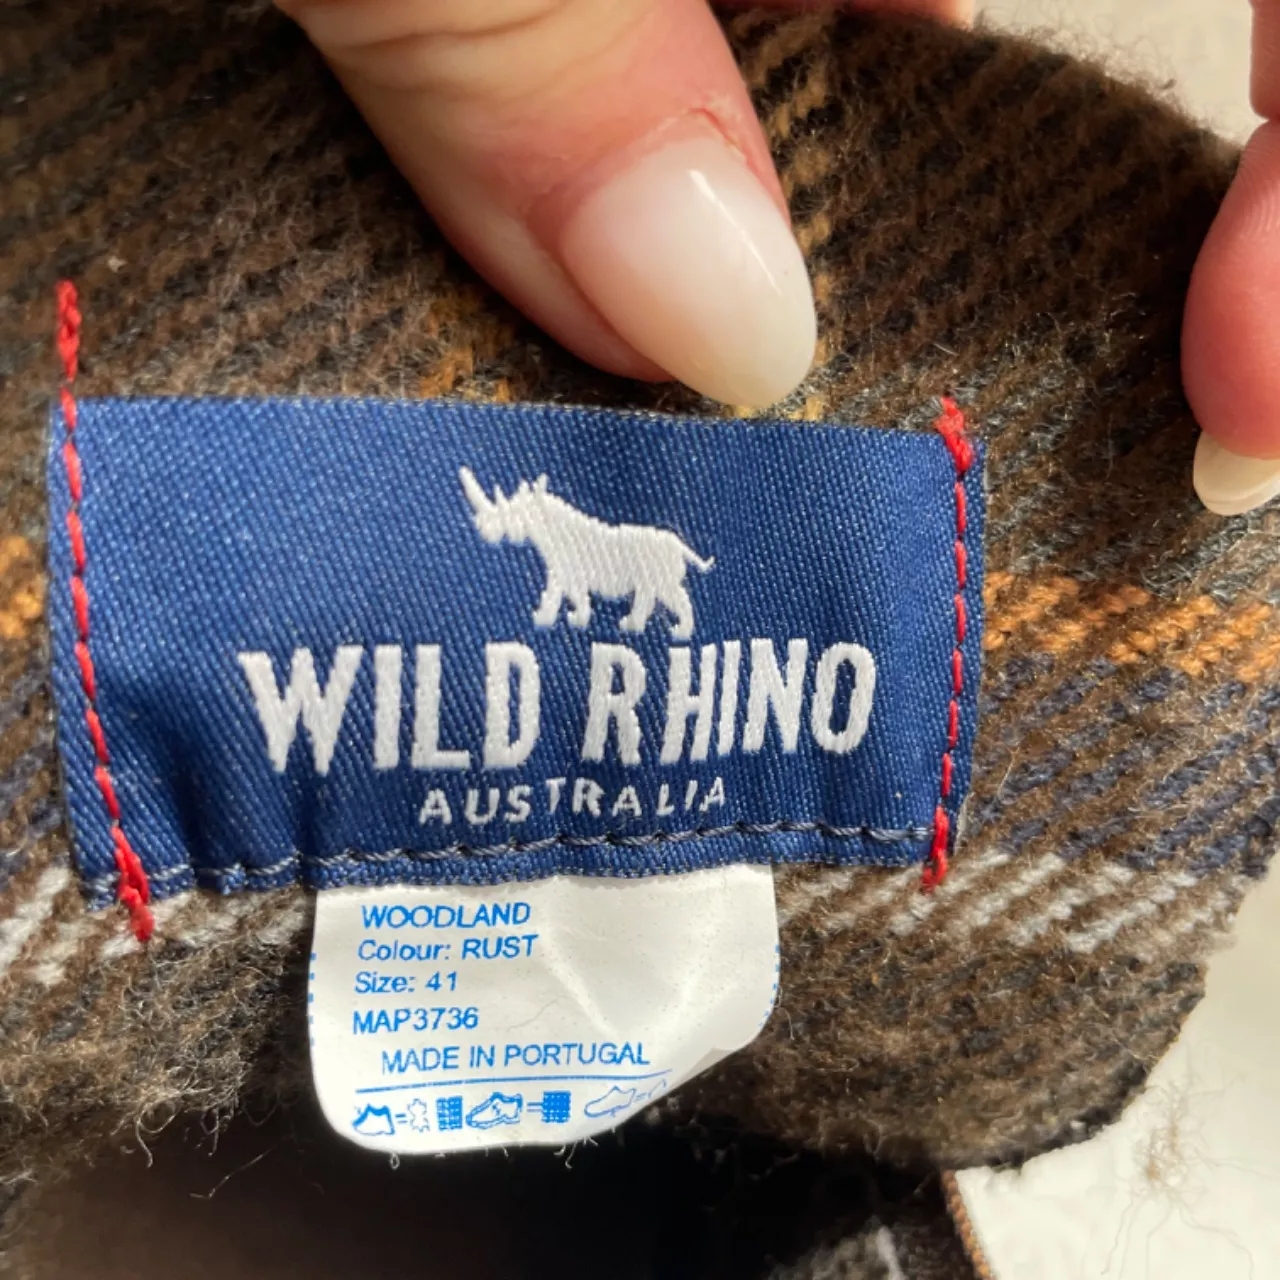 WILD RHINO
AUSTRALIA
WOODLAND
Colour: RUST
Size: 41
MAP3736
MADE IN PORTUGAL